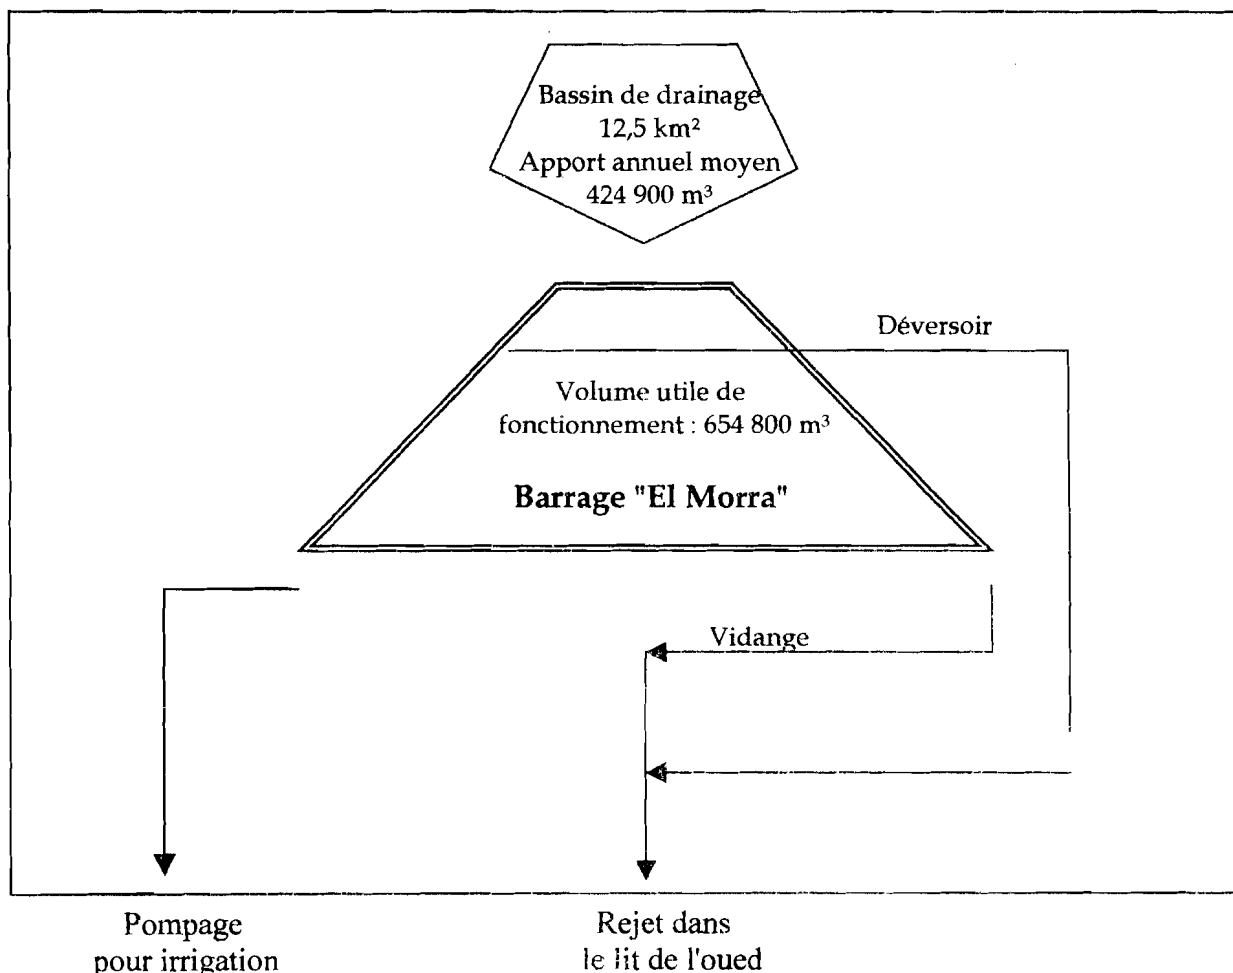 Bassin de drainage
12,5 km²
Apport annuel moyen
424 900 m³
Déversoir
Volume utile de
fonctionnement : 654 800 m³
Barrage "El Morra"
Vidange
Pompage
pour irrigation
Rejet dans
le lit de l'oued